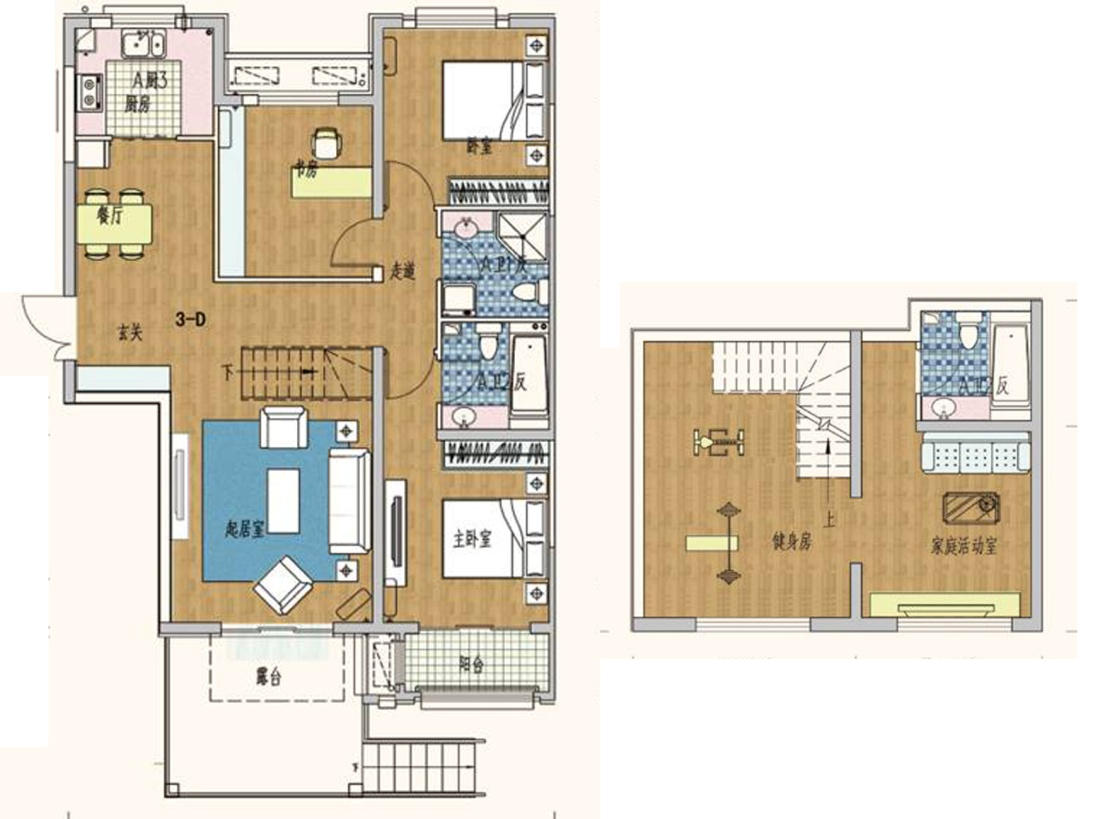 A厨3
厨房
卧室
书房
餐厅
走道
A卫1反
3-D
玄关
下
A卫2反
起居室
主卧室
阳台
露台
下
A卫2反
上
健身房
家庭活动室